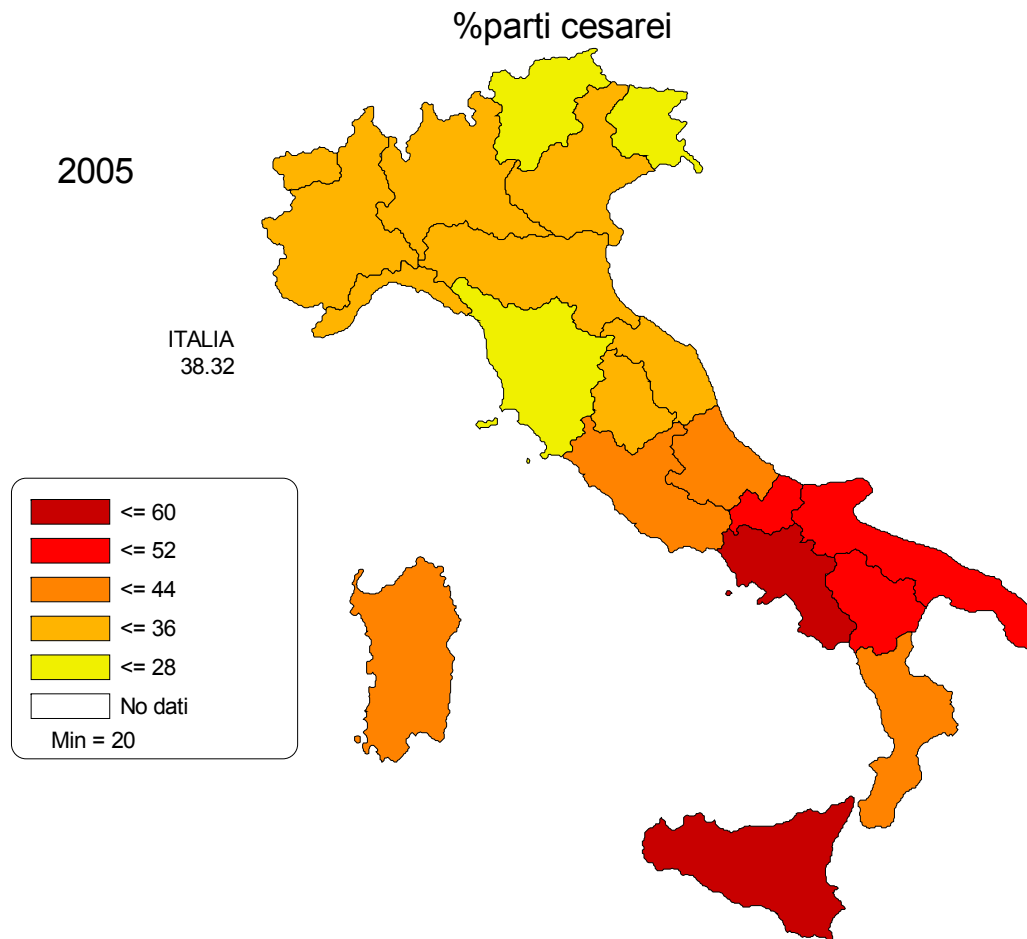 %parti cesarei
2005
ITALIA
38.32
<= 60
<= 52
<= 44
<= 36
<= 28
No dati
Min = 20